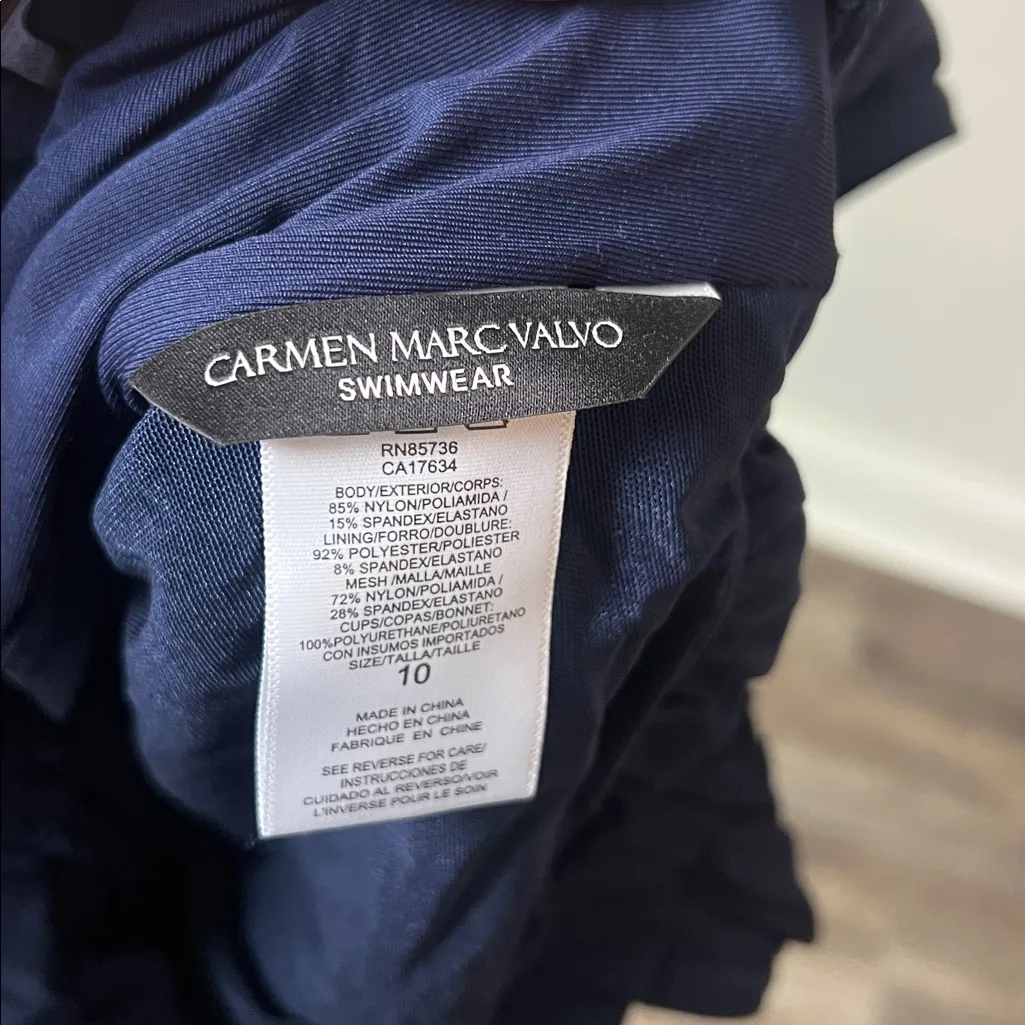 CARMEN MARC VALVO
SWIMWEAR
RN85736
CA17634
BODY/EXTERIOR/CORPS:
85% NYLON/POLIAMIDA /
15% SPANDEX/ELASTANO
LINING/FORRO/DOUBLURE:
92% POLYESTER/POLIESTER
8% SPANDEX/ELASTANO
MESH /MALLA/MAILLE
72% NYLON/POLIAMIDA /
28% SPANDEX/ELASTANO
CUPS/COPAS/BONNET:
100%POLYURETHANE/POLIURETANO
CON INSUMOS IMPORTADOS
SIZE/TALLA/TAILLE
10
MADE IN CHINA
HECHO EN CHINA
FABRIQUE EN CHINE
SEE REVERSE FOR CARE/
INSTRUCCIONES DE
CUIDADO AL REVERSO/VOIR
L'INVERSE POUR LE SOIN